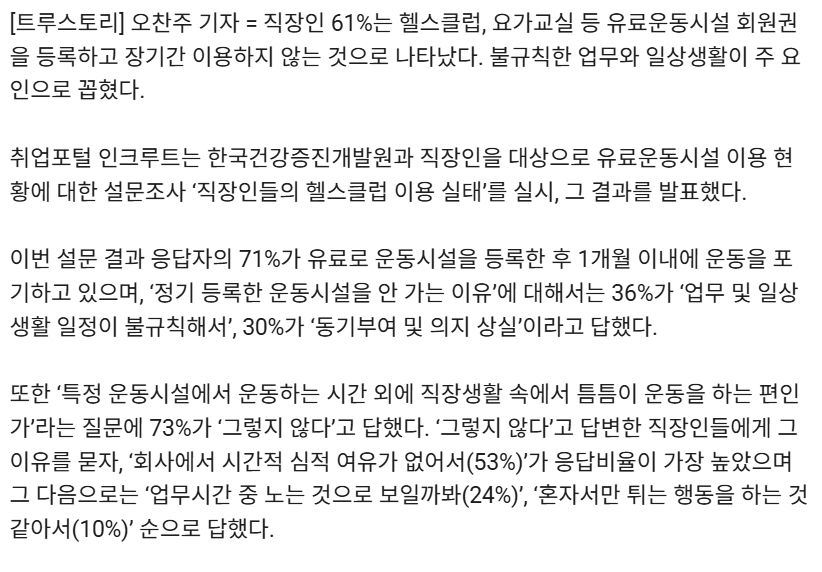 [트루스토리] 오찬주 기자 = 직장인 61%는 헬스클럽, 요가교실 등 유료운동시설 회원권
을 등록하고 장기간 이용하지 않는 것으로 나타났다. 불규칙한 업무와 일상생활이 주 요
인으로 꼽혔다.
취업포털 인크루트는 한국건강증진개발원과 직장인을 대상으로 유료운동시설 이용 현
황에 대한 설문조사 ‘직장인들의 헬스클럽 이용 실태’를 실시, 그 결과를 발표했다.
이번 설문 결과 응답자의 71%가 유료로 운동시설을 등록한 후 1개월 이내에 운동을 포
기하고 있으며, ‘정기 등록한 운동시설을 안 가는 이유’에 대해서는 36%가 ‘업무 및 일상
생활 일정이 불규칙해서’, 30%가 ‘동기부여 및 의지 상실’이라고 답했다.
또한 ‘특정 운동시설에서 운동하는 시간 외에 직장생활 속에서 틈틈이 운동을 하는 편인
가’라는 질문에 73%가 ‘그렇지 않다’고 답했다. ‘그렇지 않다’고 답변한 직장인들에게 그
이유를 묻자, ‘회사에서 시간적 심적 여유가 없어서(53%)’가 응답비율이 가장 높았으며
그 다음으로는 ‘업무시간 중 노는 것으로 보일까봐(24%)’, ‘혼자서만 튀는 행동을 하는 것
같아서(10%)’ 순으로 답했다.